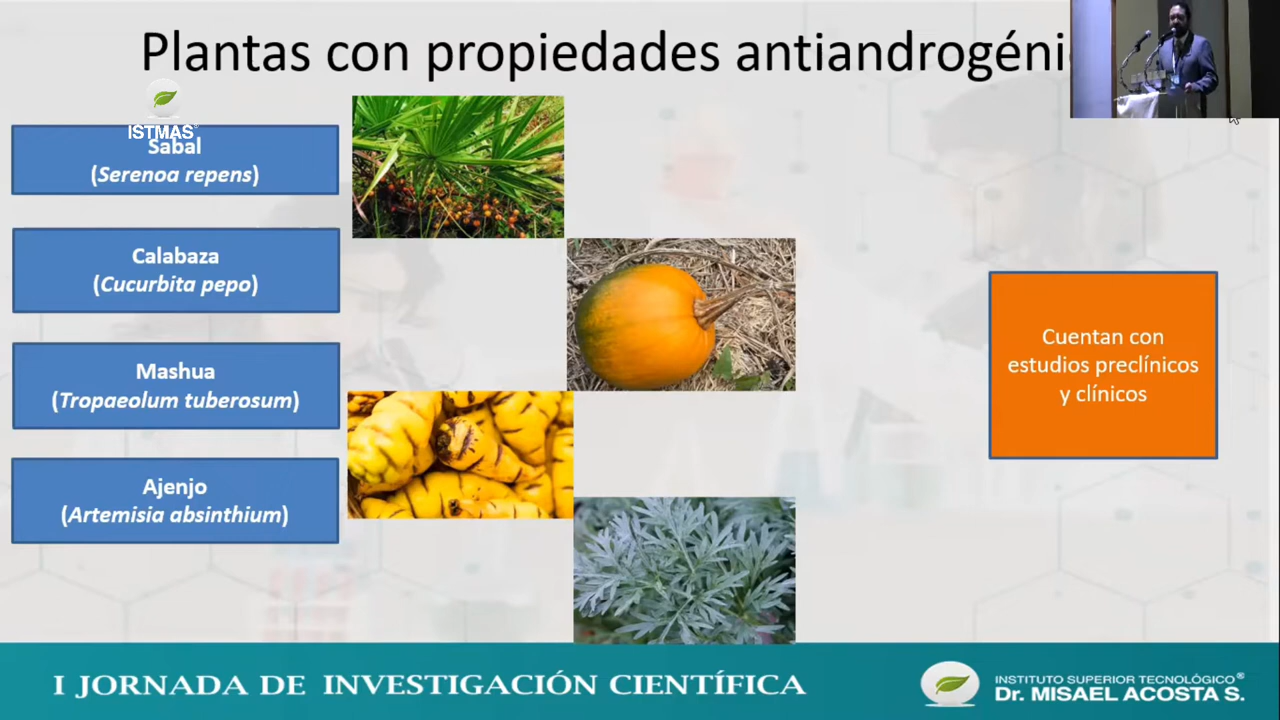 Plantas con propiedades antiandrogéni
ISTMAS®
Sabal
(Serenoa repens)
Calabaza
(Cucurbita pepo)
Mashua
(Tropaeolum tuberosum)
Ajenjo
(Artemisia absinthium)
Cuentan con
estudios preclínicos
y clínicos
I JORNADA DE INVESTIGACIÓN CIENTÍFICA
INSTITUTO SUPERIOR TECNOLÓGICO®
Dr. MISAEL ACOSTA S.